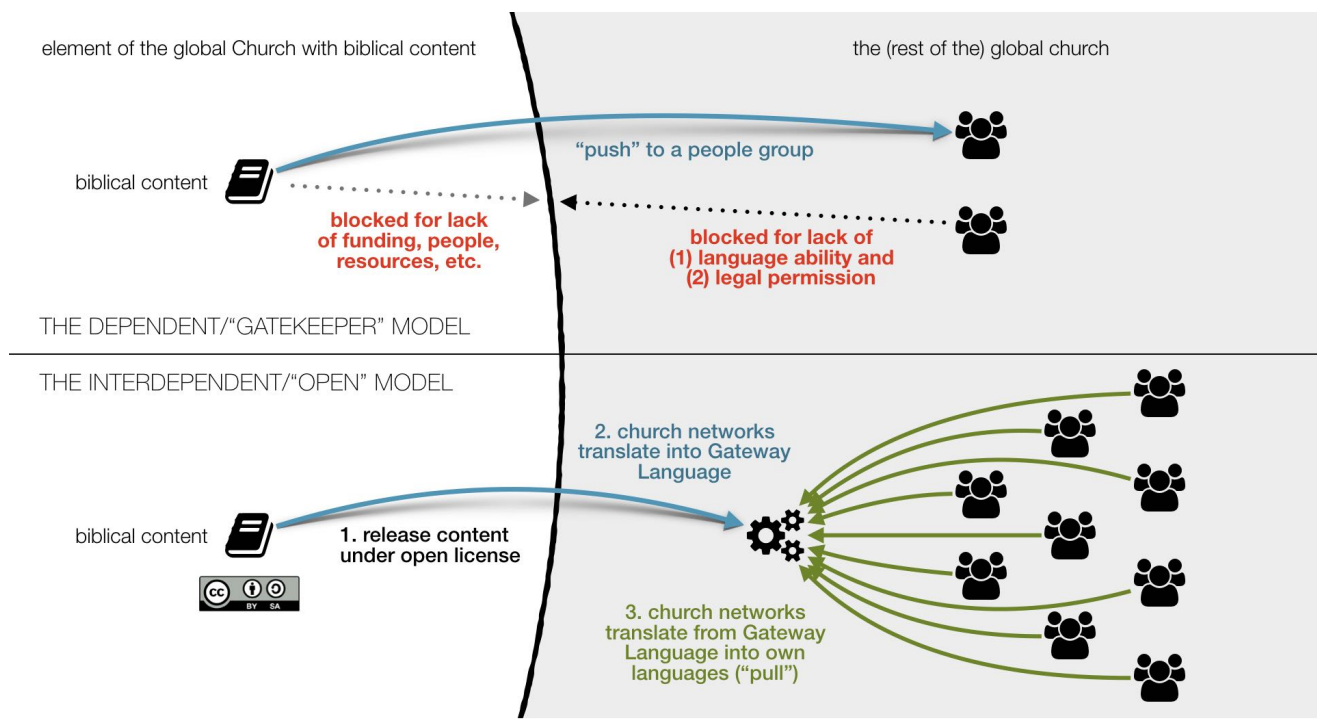 element of the global Church with biblical content
the (rest of the) global church
“push” to a people group
biblical content
blocked for lack
of funding, people,
resources, etc.
blocked for lack of
(1) language ability and
(2) legal permission
THE DEPENDENT/“GATEKEEPER” MODEL
THE INTERDEPENDENT/“OPEN” MODEL
2. church networks
translate into Gateway
Language
biblical content
1. release content
under open license
cc
BY SA
3. church networks
translate from Gateway
Language into own
languages (“pull”)